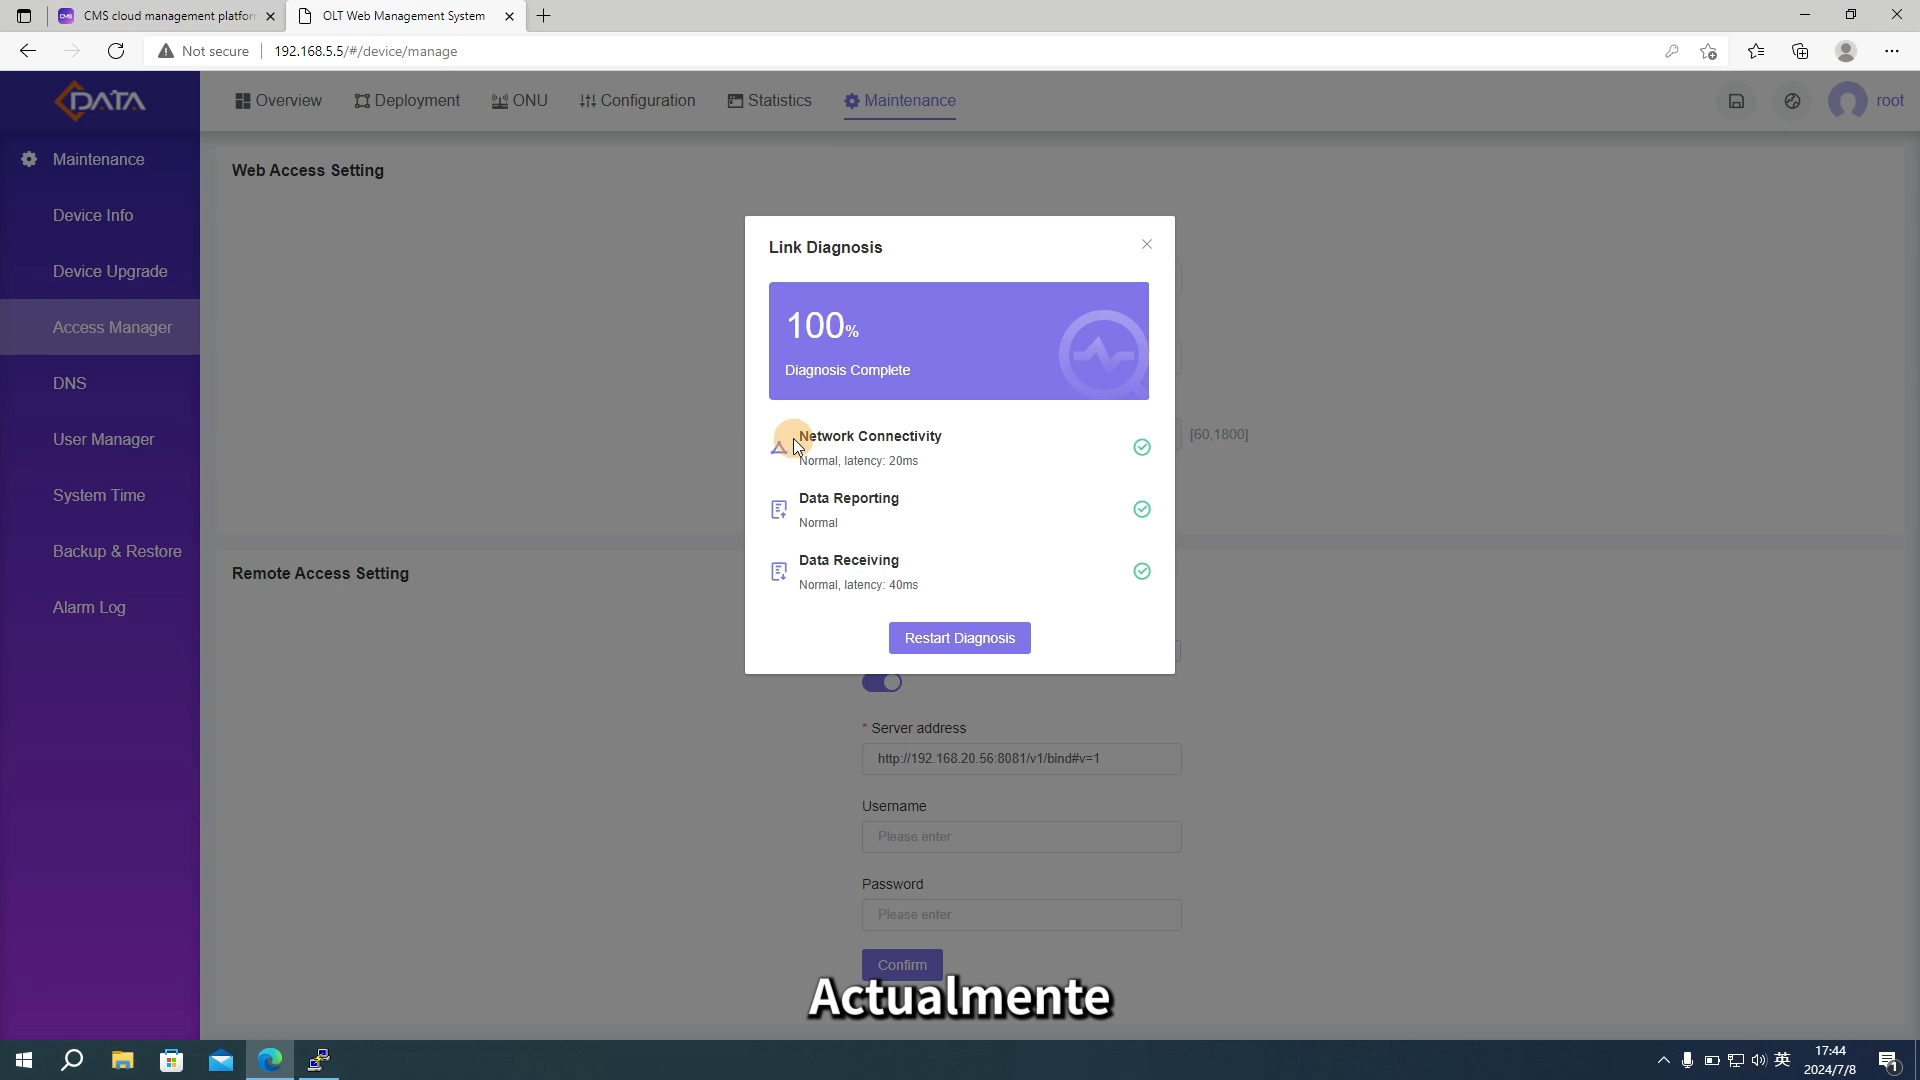 CMS cloud management platfor
OLT Web Management System
Not secure
192.168.5.5/#/device/manage
DATA
Overview
Deployment
ONU
Configuration
Statistics
Maintenance
root
Maintenance
Device Info
Device Upgrade
Access Manager
DNS
User Manager
System Time
Backup & Restore
Alarm Log
Web Access Setting
[60,1800]
Link Diagnosis
100%
Diagnosis Complete
Network Connectivity
Normal, latency: 20ms
Data Reporting
Normal
Data Receiving
Normal, latency: 40ms
Restart Diagnosis
Remote Access Setting
* Server address
http://192.168.20.56:8081/v1/bind#v=1
Username
Please enter
Password
Please enter
Confirm
Actualmente
英
17:44
2024/7/8
1